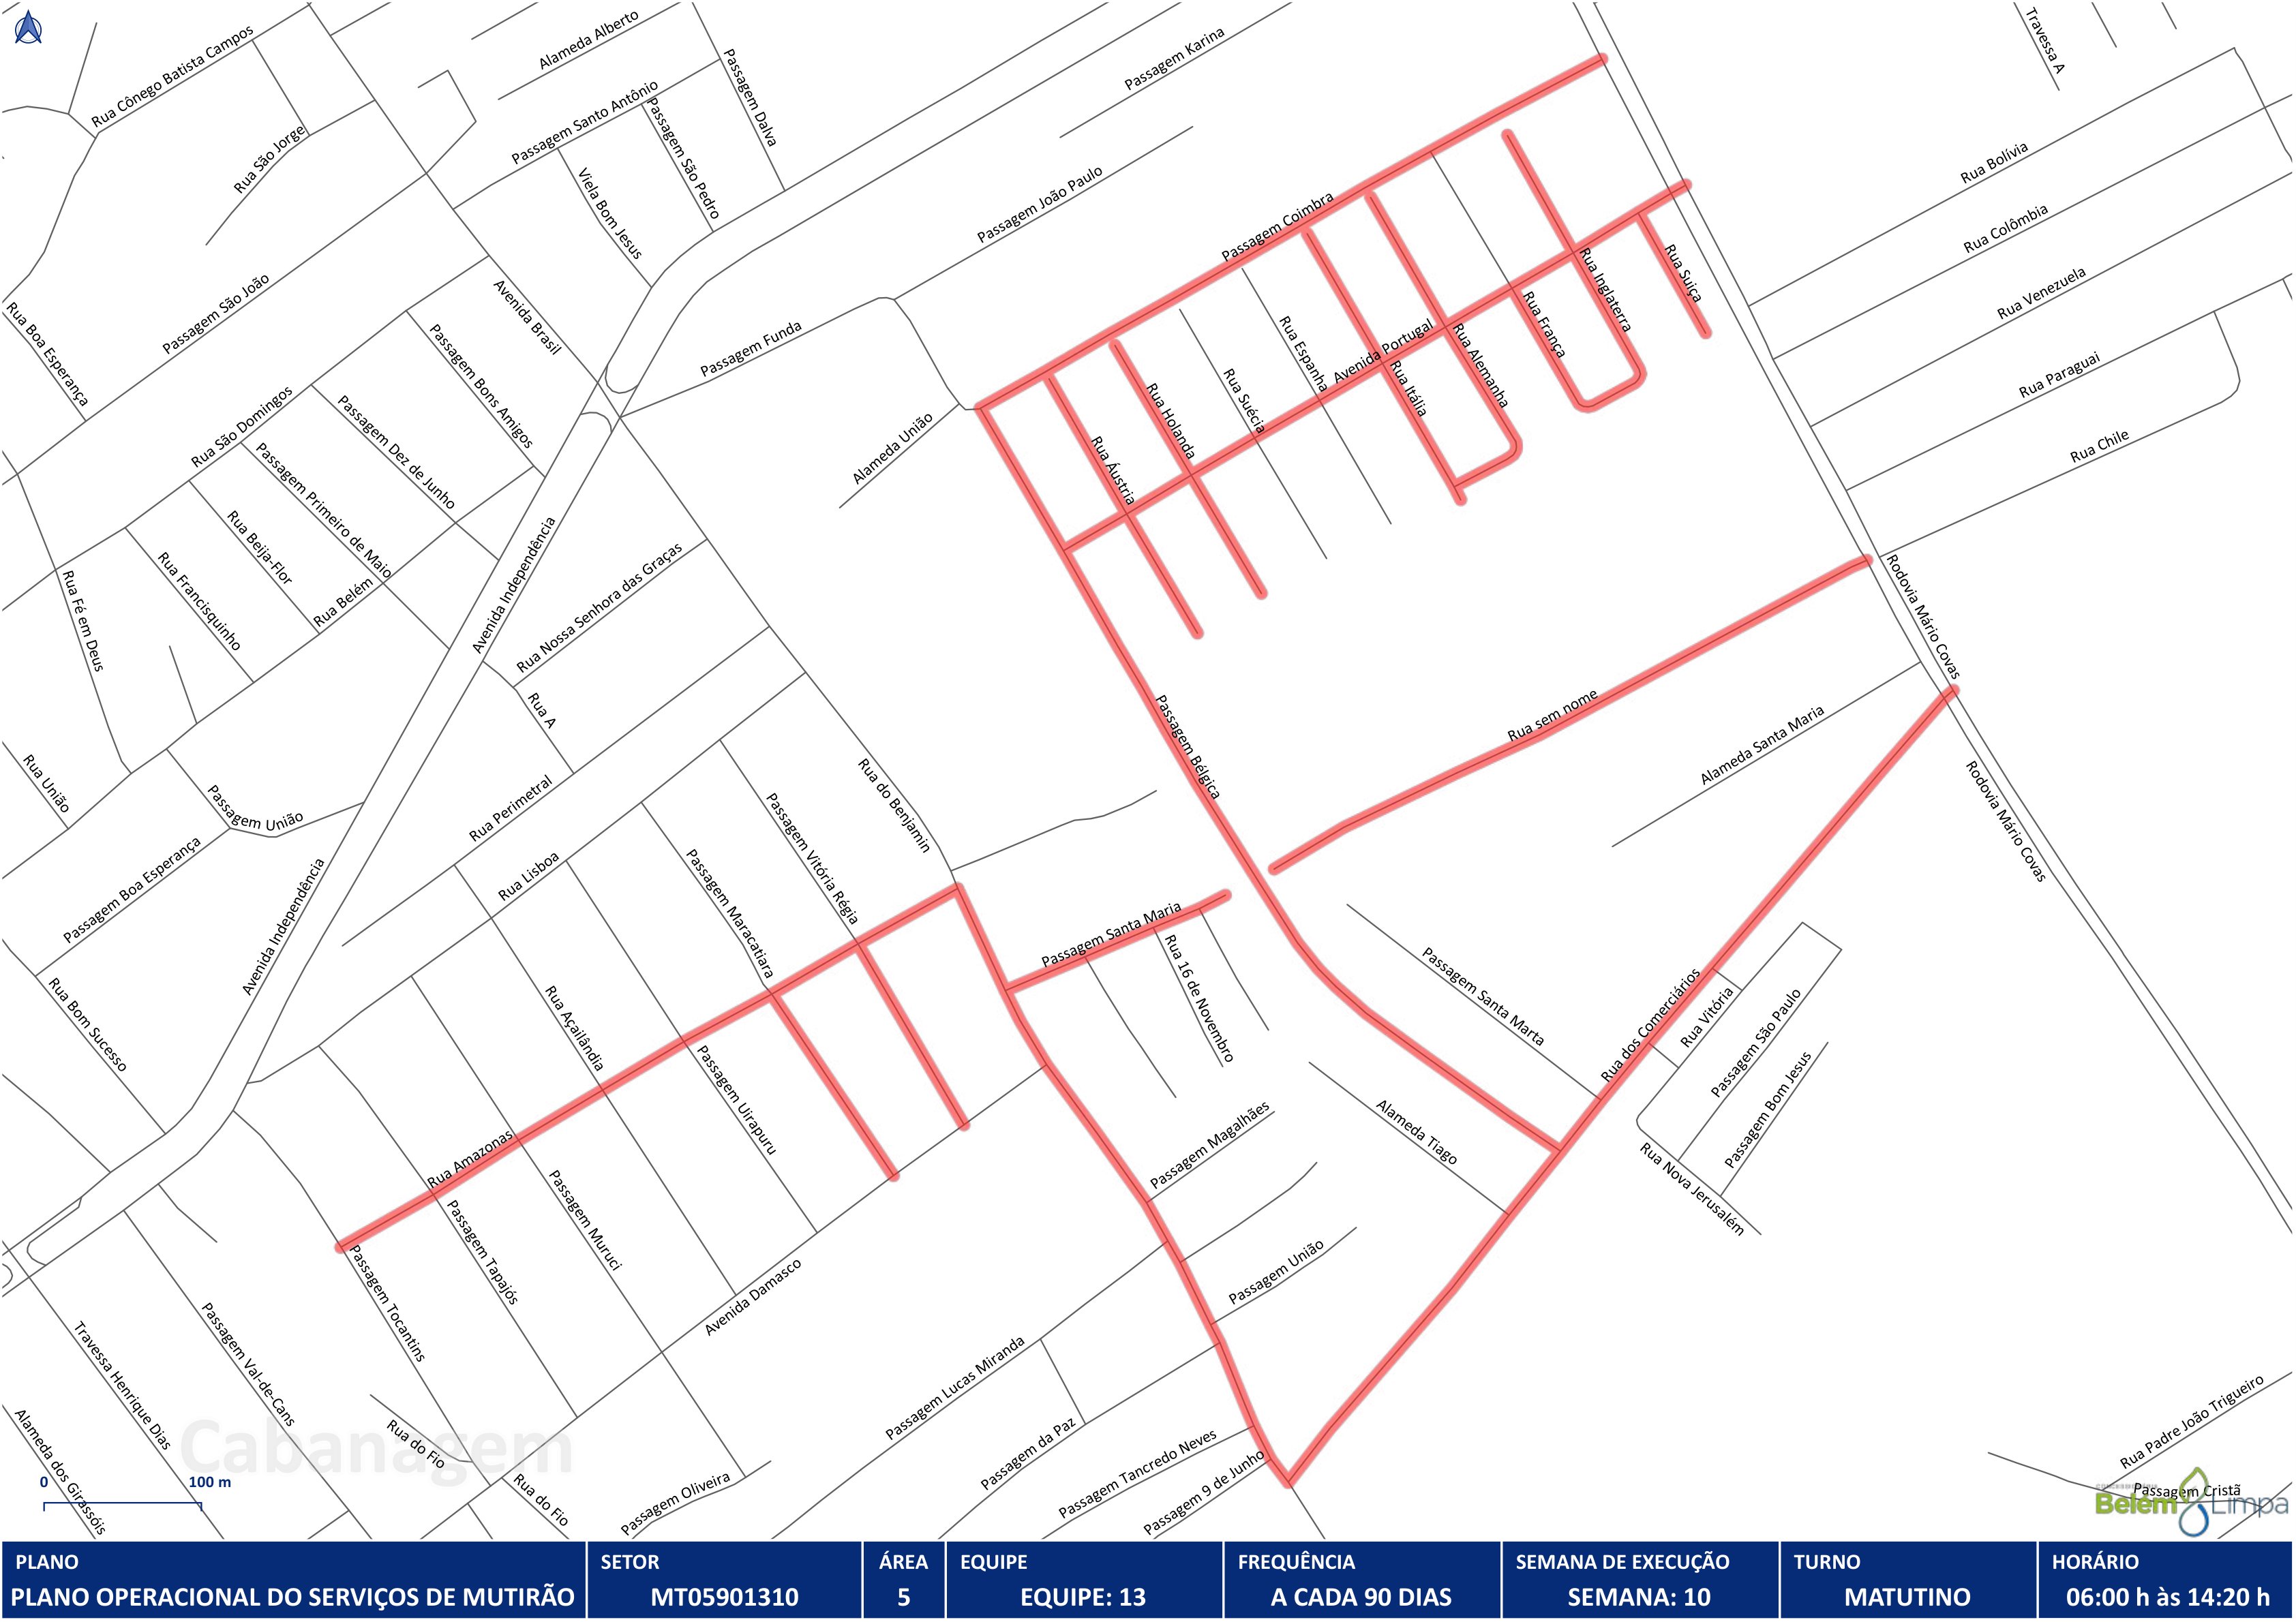 Rua Cônego Batista Campos
Alameda Alberto
Passagem Dalva
Passagem Karina
Travessa A
Passagem Santo Antônio
Passagem São Pedro
Rua São Jorge
Viela Bom Jesus
Passagem João Paulo
Passagem Coimbra
Rua Bolívia
Rua Colômbia
Rua Venezuela
Rua Paraguai
Rua Chile
Rua Boa Esperança
Passagem São João
Avenida Brasil
Passagem Funda
Passagem Bons Amigos
Rua Inglaterra
Rua Suiça
Rua França
Rua Espanha
Avenida Portugal
Rua Alemanha
Rua Itália
Rua Suécia
Rua Holanda
Rua Áustria
Rua São Domingos
Passagem Dez de Junho
Passagem Primeiro de Maio
Alameda União
Rua Beija-Flor
Rua Francisquinho
Rua Belém
Rua Fé em Deus
Avenida Independência
Rua Nossa Senhora das Graças
Rua A
Rodovia Mário Covas
Rua sem nome
Alameda Santa Maria
Passagem Bélgica
Rua União
Passagem União
Rua Perimetral
Rua do Benjamin
Rodovia Mário Covas
Passagem Boa Esperança
Avenida Independência
Rua Lisboa
Passagem Vitória Régia
Passagem Maracatiara
Passagem Santa Maria
Rua 16 de Novembro
Passagem Santa Marta
Rua dos Comerciários
Rua Vitória
Passagem São Paulo
Passagem Bom Jesus
Rua Bom Sucesso
Rua Açailândia
Passagem Uirapuru
Passagem Magalhães
Alameda Tiago
Rua Nova Jerusalém
Rua Amazonas
Passagem Muruci
Passagem Tapajós
Passagem Tocantins
Avenida Damasco
Passagem União
Passagem Val-de-Cans
Travessa Henrique Dias
Passagem Lucas Miranda
Alameda dos Girassóis
Cabanagem
Rua do Fio
Rua do Fio
Passagem Oliveira
Passagem da Paz
Passagem Tancredo Neves
Passagem 9 de Junho
Rua Padre João Trigueiro
Passagem Cristã
Belém Limpa
0 100 m
PLANO
PLANO OPERACIONAL DO SERVIÇOS DE MUTIRÃO
SETOR
MT05901310
ÁREA
5
EQUIPE
EQUIPE: 13
FREQUÊNCIA
A CADA 90 DIAS
SEMANA DE EXECUÇÃO
SEMANA: 10
TURNO
MATUTINO
HORÁRIO
06:00 h às 14:20 h